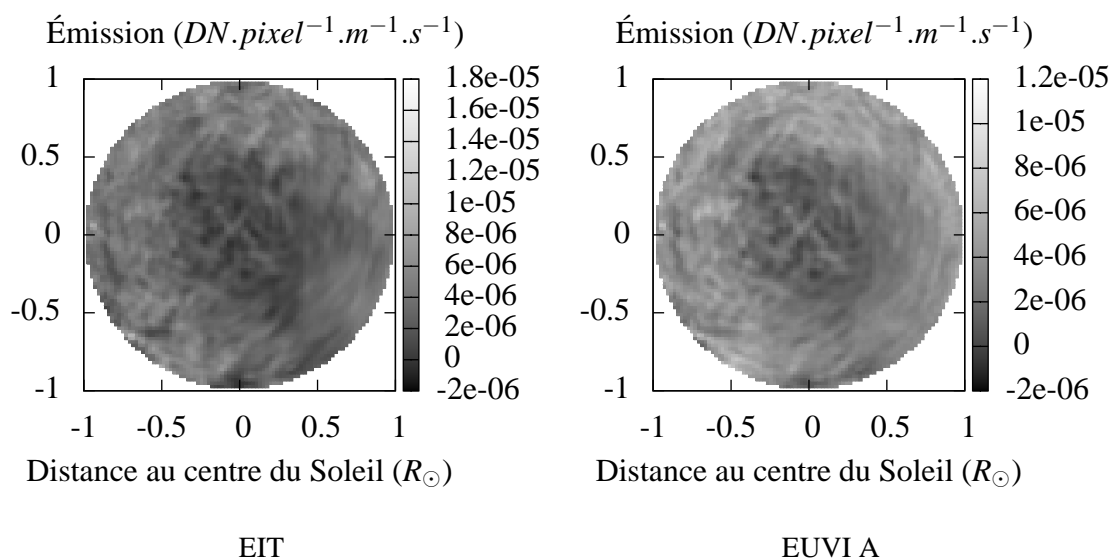 Émission (DN.pixel⁻¹.m⁻¹.s⁻¹)
1
0.5
0
-0.5
-1
-1 -0.5 0 0.5 1
1.8e-05
1.6e-05
1.4e-05
1.2e-05
1e-05
8e-06
6e-06
4e-06
2e-06
0
-2e-06
Distance au centre du Soleil (R☉)
EIT
Émission (DN.pixel⁻¹.m⁻¹.s⁻¹)
1
0.5
0
-0.5
-1
-1 -0.5 0 0.5 1
1.2e-05
1e-05
8e-06
6e-06
4e-06
2e-06
0
-2e-06
Distance au centre du Soleil (R☉)
EUVI A